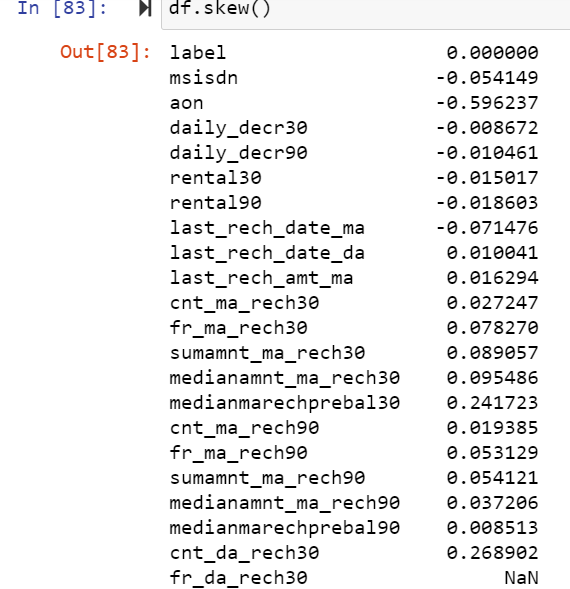 In [83]: df.skew()
Out[83]: label 0.000000
msisdn -0.054149
aon -0.596237
daily_decr30 -0.008672
daily_decr90 -0.010461
rental30 -0.015017
rental90 -0.018603
last_rech_date_ma -0.071476
last_rech_date_da 0.010041
last_rech_amt_ma 0.016294
cnt_ma_rech30 0.027247
fr_ma_rech30 0.078270
sumamnt_ma_rech30 0.089057
medianamnt_ma_rech30 0.095486
medianmarechprebal30 0.241723
cnt_ma_rech90 0.019385
fr_ma_rech90 0.053129
sumamnt_ma_rech90 0.054121
medianamnt_ma_rech90 0.037206
medianmarechprebal90 0.008513
cnt_da_rech30 0.268902
fr_da_rech30 NaN